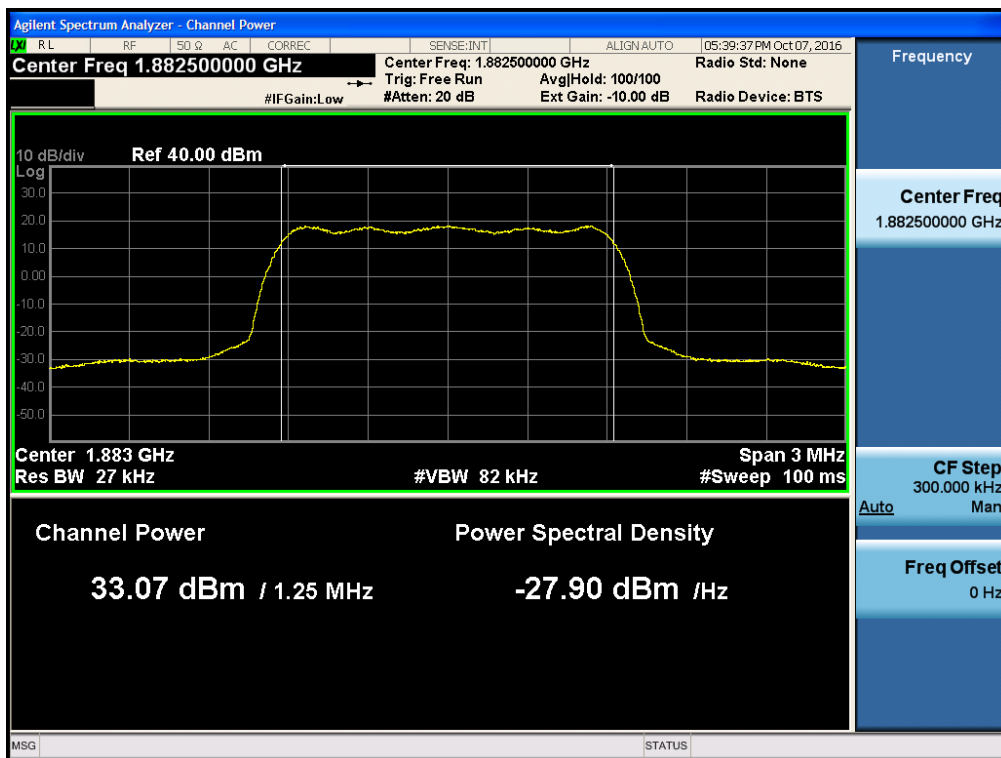 Agilent Spectrum Analyzer - Channel Power
LXI RL RF 50 Ω AC CORREC SENSE:INT ALIGN AUTO 05:39:37 PM Oct 07, 2016
Center Freq 1.882500000 GHz
Center Freq: 1.882500000 GHz Radio Std: None
Trig: Free Run Avg|Hold: 100/100
#IFGain:Low #Atten: 20 dB Ext Gain: -10.00 dB Radio Device: BTS
10 dB/div Ref 40.00 dBm
Log
30.0
20.0
10.0
0.00
-10.0
-20.0
-30.0
-40.0
-50.0
Center 1.883 GHz Span 3 MHz
Res BW 27 kHz #VBW 82 kHz #Sweep 100 ms
Channel Power Power Spectral Density
33.07 dBm / 1.25 MHz -27.90 dBm /Hz
Frequency
Center Freq
1.882500000 GHz
CF Step
300.000 kHz
Auto Man
Freq Offset
0 Hz
MSG STATUS